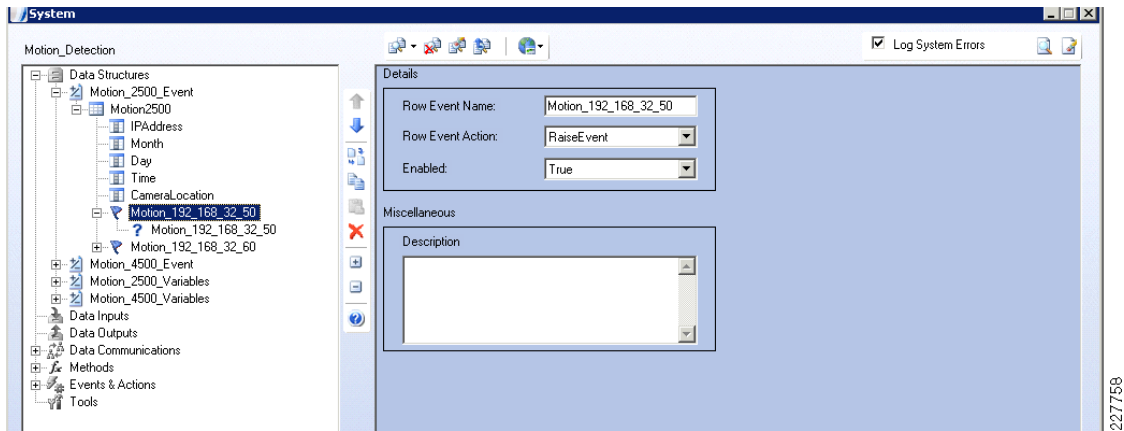 System
Motion_Detection
Log System Errors
Data Structures
Motion_2500_Event
Motion2500
IPAddress
Month
Day
Time
CameraLocation
Motion_192_168_32_50
? Motion_192_168_32_50
Motion_192_168_32_60
Motion_4500_Event
Motion_2500_Variables
Motion_4500_Variables
Data Inputs
Data Outputs
Data Communications
fx Methods
Events & Actions
Tools
Details
Row Event Name: Motion_192_168_32_50
Row Event Action: RaiseEvent
Enabled: True
Miscellaneous
Description
227758